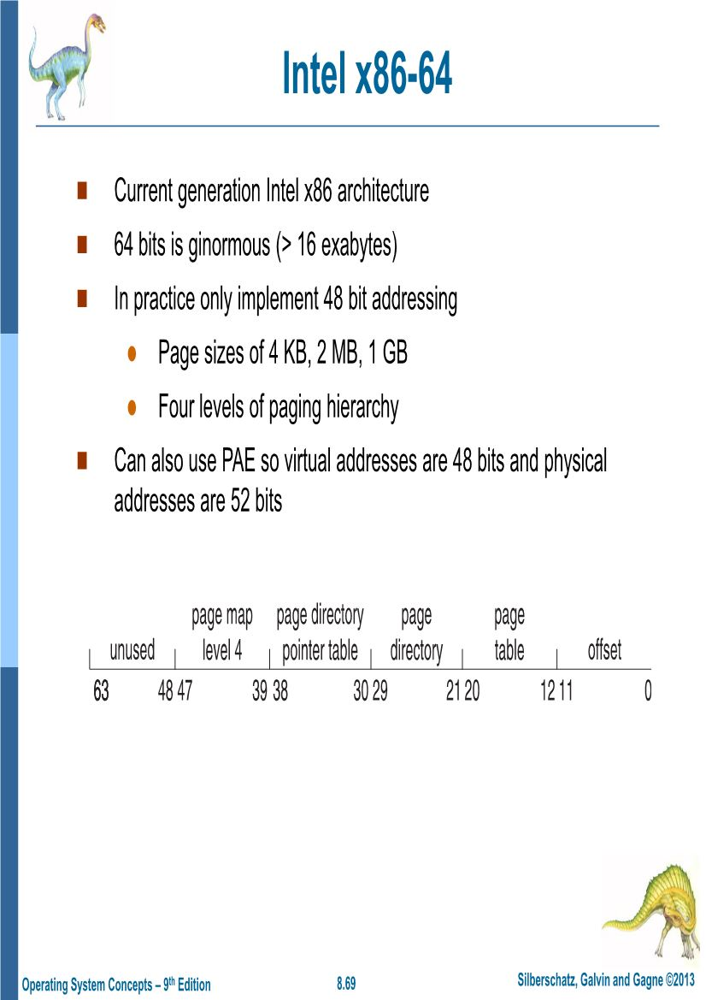 Intel x86-64
Current generation Intel x86 architecture
64 bits is ginormous (> 16 exabytes)
In practice only implement 48 bit addressing
Page sizes of 4 KB, 2 MB, 1 GB
Four levels of paging hierarchy
Can also use PAE so virtual addresses are 48 bits and physical
addresses are 52 bits
page map page directory page page
unused level 4 pointer table directory table offset
63 48 47 39 38 30 29 21 20 12 11 0
Operating System Concepts – 9th Edition 8.69 Silberschatz, Galvin and Gagne ©2013